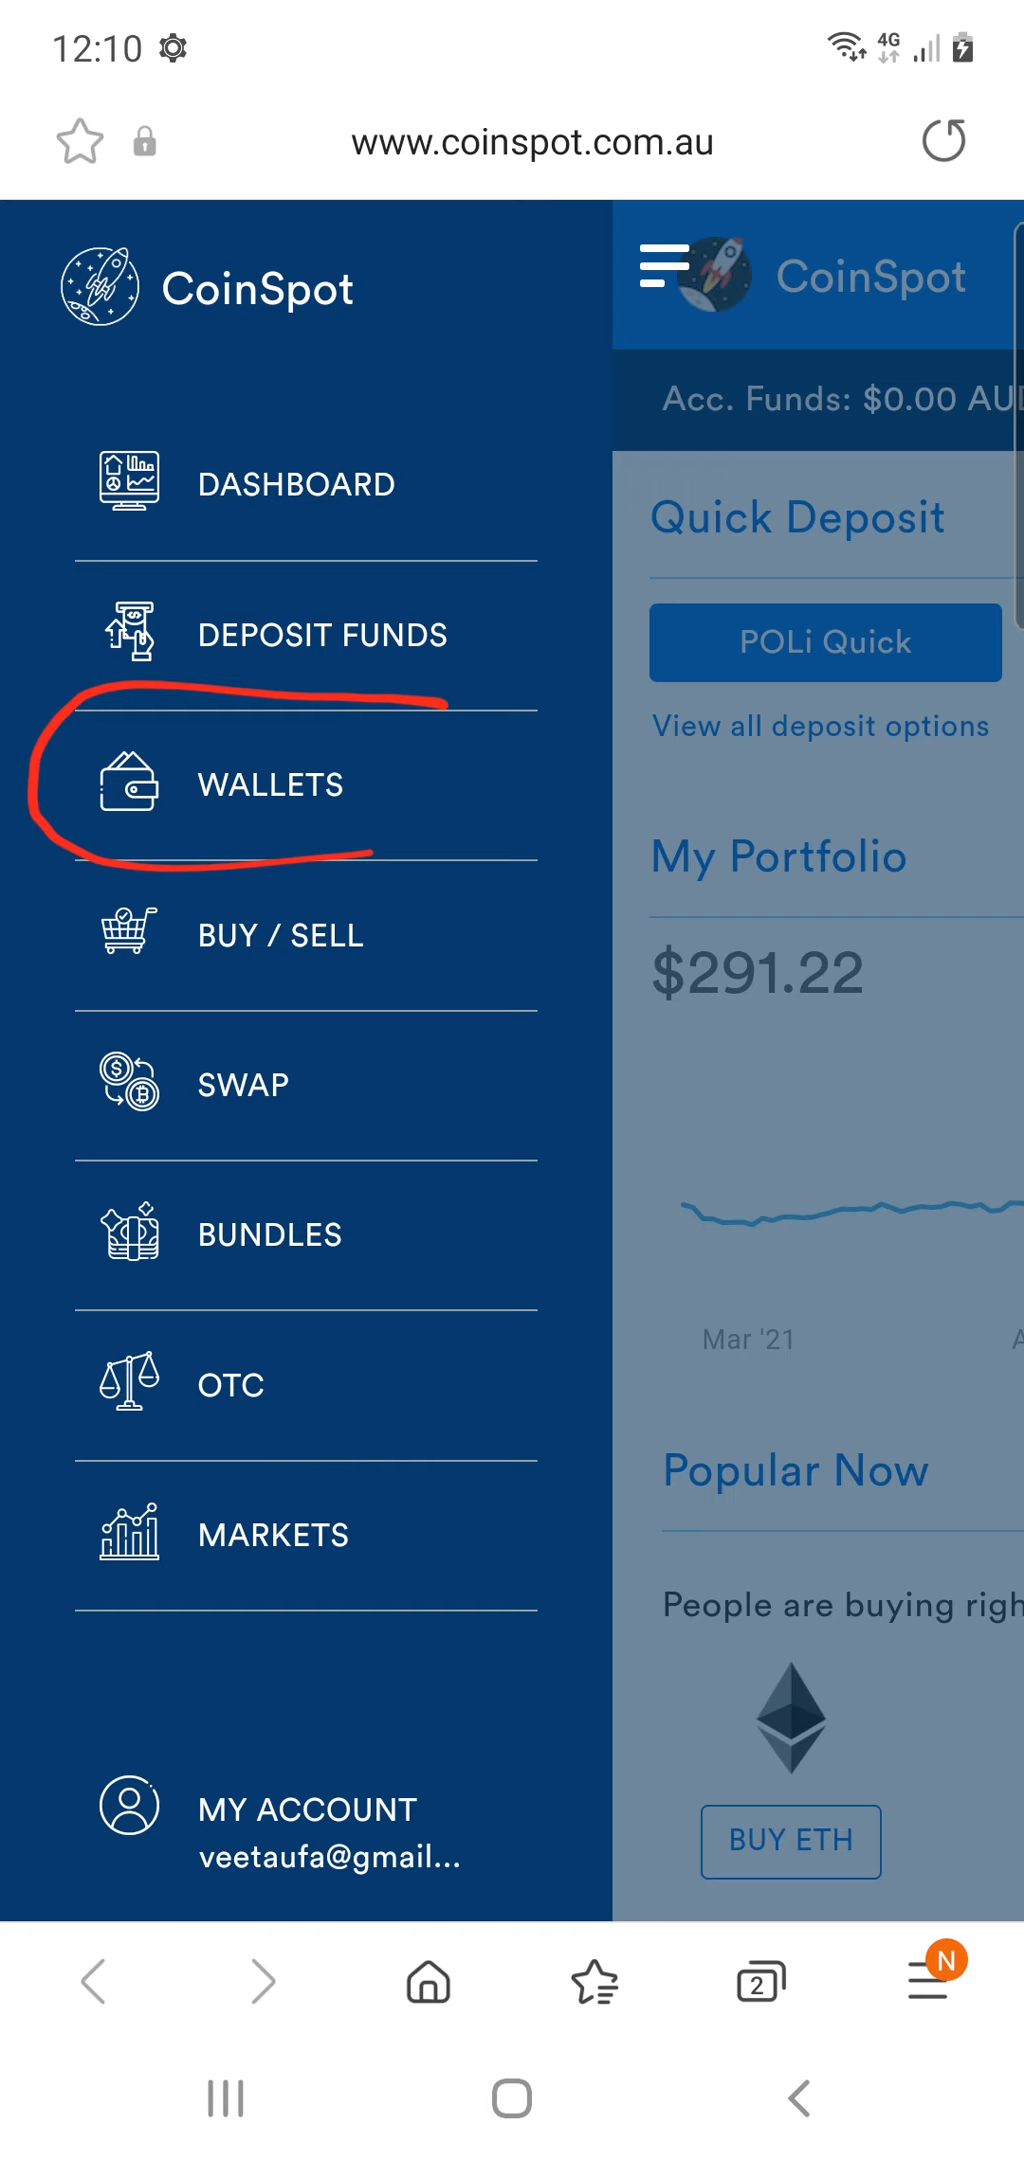 12:10
4G
www.coinspot.com.au
CoinSpot
DASHBOARD
DEPOSIT FUNDS
WALLETS
BUY / SELL
SWAP
BUNDLES
OTC
MARKETS
MY ACCOUNT
veetaufa@gmail...
CoinSpot
Acc. Funds: $0.00 AUD
Quick Deposit
POLi Quick
View all deposit options
My Portfolio
$291.22
Mar '21
A
Popular Now
People are buying righ
BUY ETH
2
N